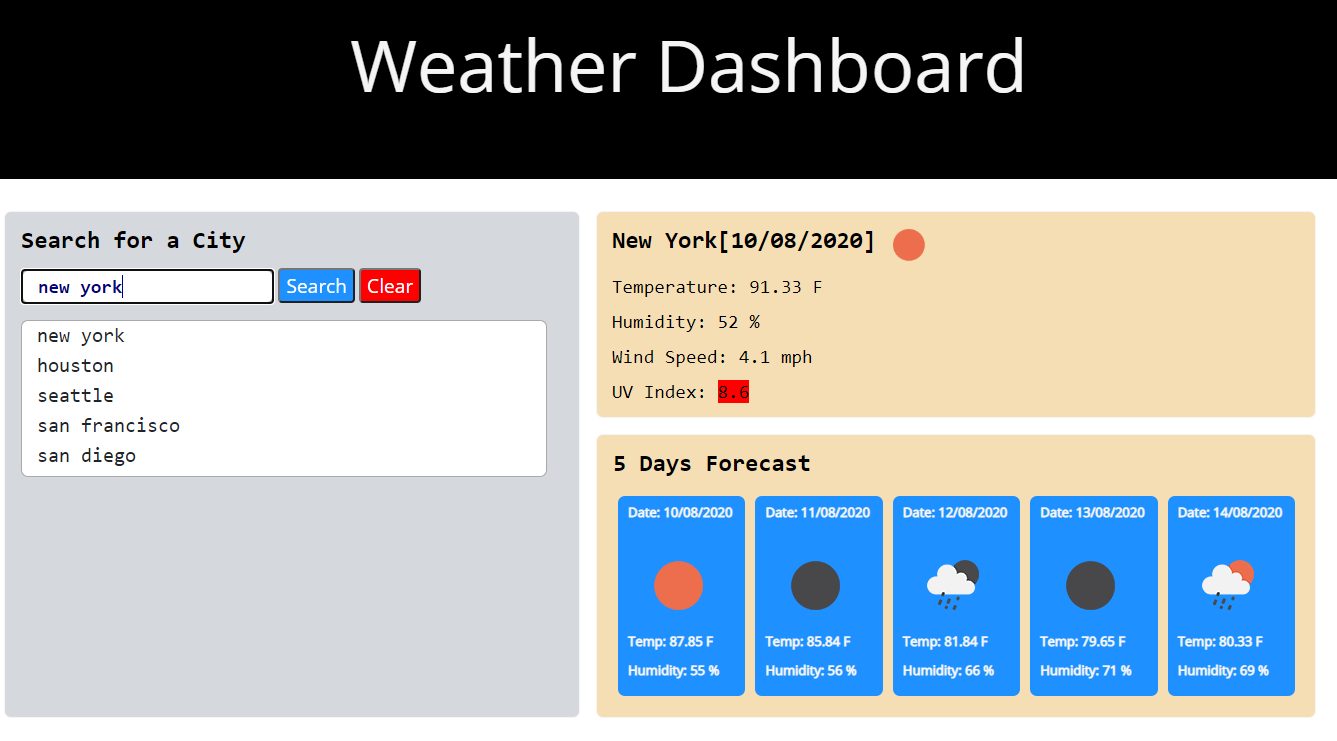 Weather Dashboard
Search for a City
new york
Search
Clear
new york
houston
seattle
san francisco
san diego
New York[10/08/2020]
Temperature: 91.33 F
Humidity: 52 %
Wind Speed: 4.1 mph
UV Index: 8.6
5 Days Forecast
Date: 10/08/2020
Temp: 87.85 F
Humidity: 55 %
Date: 11/08/2020
Temp: 85.84 F
Humidity: 56 %
Date: 12/08/2020
Temp: 81.84 F
Humidity: 66 %
Date: 13/08/2020
Temp: 79.65 F
Humidity: 71 %
Date: 14/08/2020
Temp: 80.33 F
Humidity: 69 %